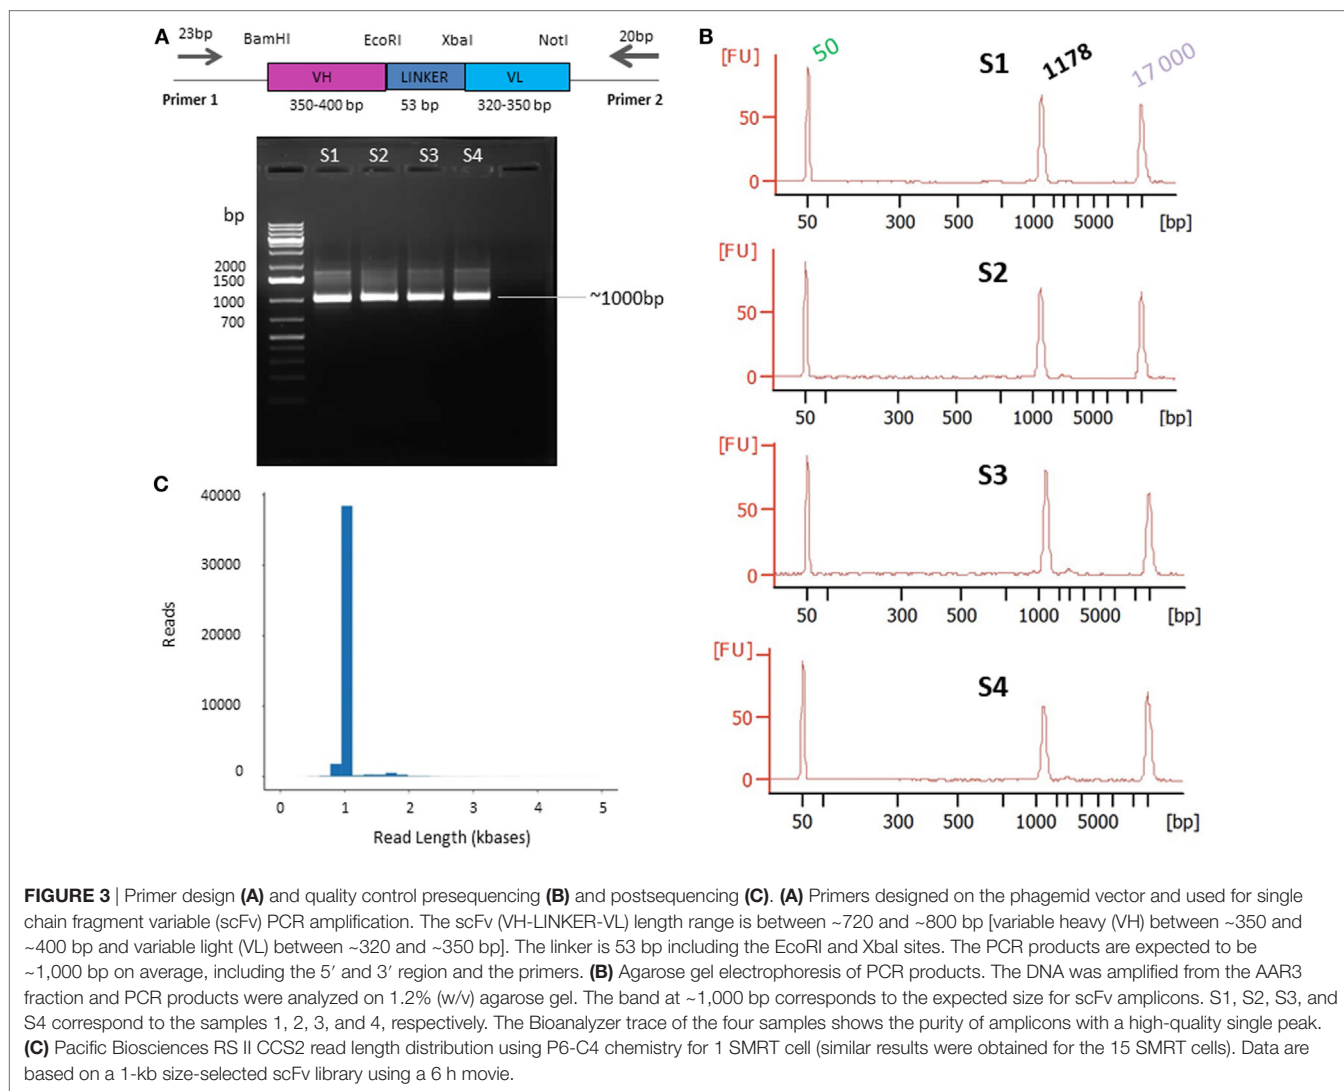 A
23bp
BamHI
EcoRI
XbaI
NotI
20bp
VH
LINKER
VL
Primer 1
350-400 bp
53 bp
320-350 bp
Primer 2
S1 S2 S3 S4
bp
2000
1500
1000
700
~1000bp
B
[FU]
50
S1
1178
17 000
50
0
50 300 500 1000 5000 [bp]
[FU]
S2
50
0
50 300 500 1000 5000 [bp]
[FU]
S3
50
0
50 300 500 1000 5000 [bp]
[FU]
S4
50
0
50 300 500 1000 5000 [bp]
C
40000
30000
20000
10000
0
Reads
0 1 2 3 4 5
Read Length (kbases)
FIGURE 3 | Primer design (A) and quality control presequencing (B) and postsequencing (C). (A) Primers designed on the phagemid vector and used for single
chain fragment variable (scFv) PCR amplification. The scFv (VH-LINKER-VL) length range is between ~720 and ~800 bp [variable heavy (VH) between ~350 and
~400 bp and variable light (VL) between ~320 and ~350 bp]. The linker is 53 bp including the EcoRI and XbaI sites. The PCR products are expected to be
~1,000 bp on average, including the 5′ and 3′ region and the primers. (B) Agarose gel electrophoresis of PCR products. The DNA was amplified from the AAR3
fraction and PCR products were analyzed on 1.2% (w/v) agarose gel. The band at ~1,000 bp corresponds to the expected size for scFv amplicons. S1, S2, S3, and
S4 correspond to the samples 1, 2, 3, and 4, respectively. The Bioanalyzer trace of the four samples shows the purity of amplicons with a high-quality single peak.
(C) Pacific Biosciences RS II CCS2 read length distribution using P6-C4 chemistry for 1 SMRT cell (similar results were obtained for the 15 SMRT cells). Data are
based on a 1-kb size-selected scFv library using a 6 h movie.